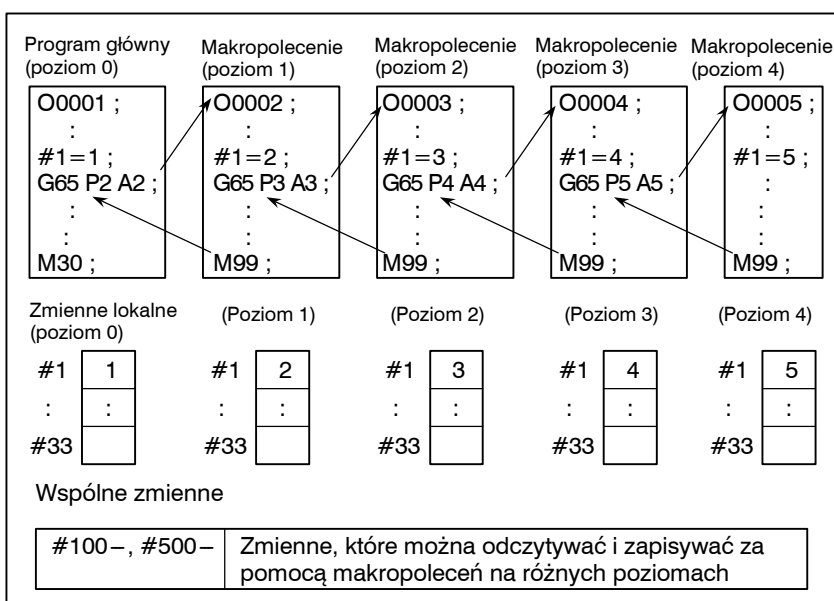 Program główny
(poziom 0)
Makropolecenie
(poziom 1)
Makropolecenie
(poziom 2)
Makropolecenie
(poziom 3)
Makropolecenie
(poziom 4)
O0001 ;
:
#1=1 ;
G65 P2 A2 ;
:
:
M30 ;
O0002 ;
:
#1=2 ;
G65 P3 A3 ;
:
:
M99 ;
O0003 ;
:
#1=3 ;
G65 P4 A4 ;
:
:
M99 ;
O0004 ;
:
#1=4 ;
G65 P5 A5 ;
:
:
M99 ;
O0005 ;
:
#1=5 ;
:
:
M99 ;
Zmienne lokalne
(poziom 0)
(Poziom 1)
(Poziom 2)
(Poziom 3)
(Poziom 4)
#1 1 #1 2 #1 3 #1 4 #1 5
: : : : : : : : : :
#33 #33 #33 #33 #33
Wspólne zmienne
#100–, #500– Zmienne, które można odczytywać i zapisywać za
pomocą makropoleceń na różnych poziomach